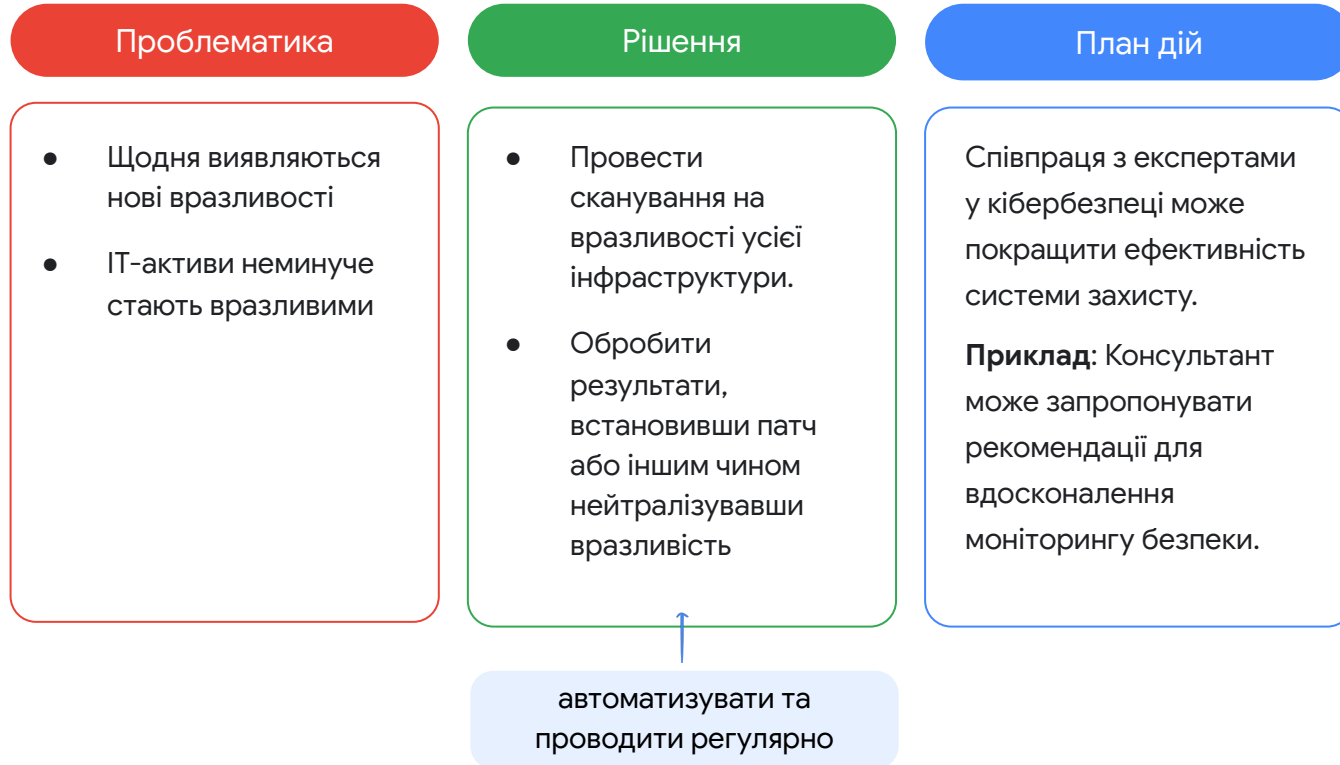 Проблематика
● Щодня виявляються
нові вразливості
● ІТ-активи неминуче
стають вразливими
Рішення
● Провести
сканування на
вразливості усієї
інфраструктури.
● Обробити
результати,
встановивши патч
або іншим чином
нейтралізувавши
вразливість
автоматизувати та
проводити регулярно
План дій
Співпраця з експертами
у кібербезпеці може
покращити ефективність
системи захисту.
Приклад: Консультант
може запропонувати
рекомендації для
вдосконалення
моніторингу безпеки.